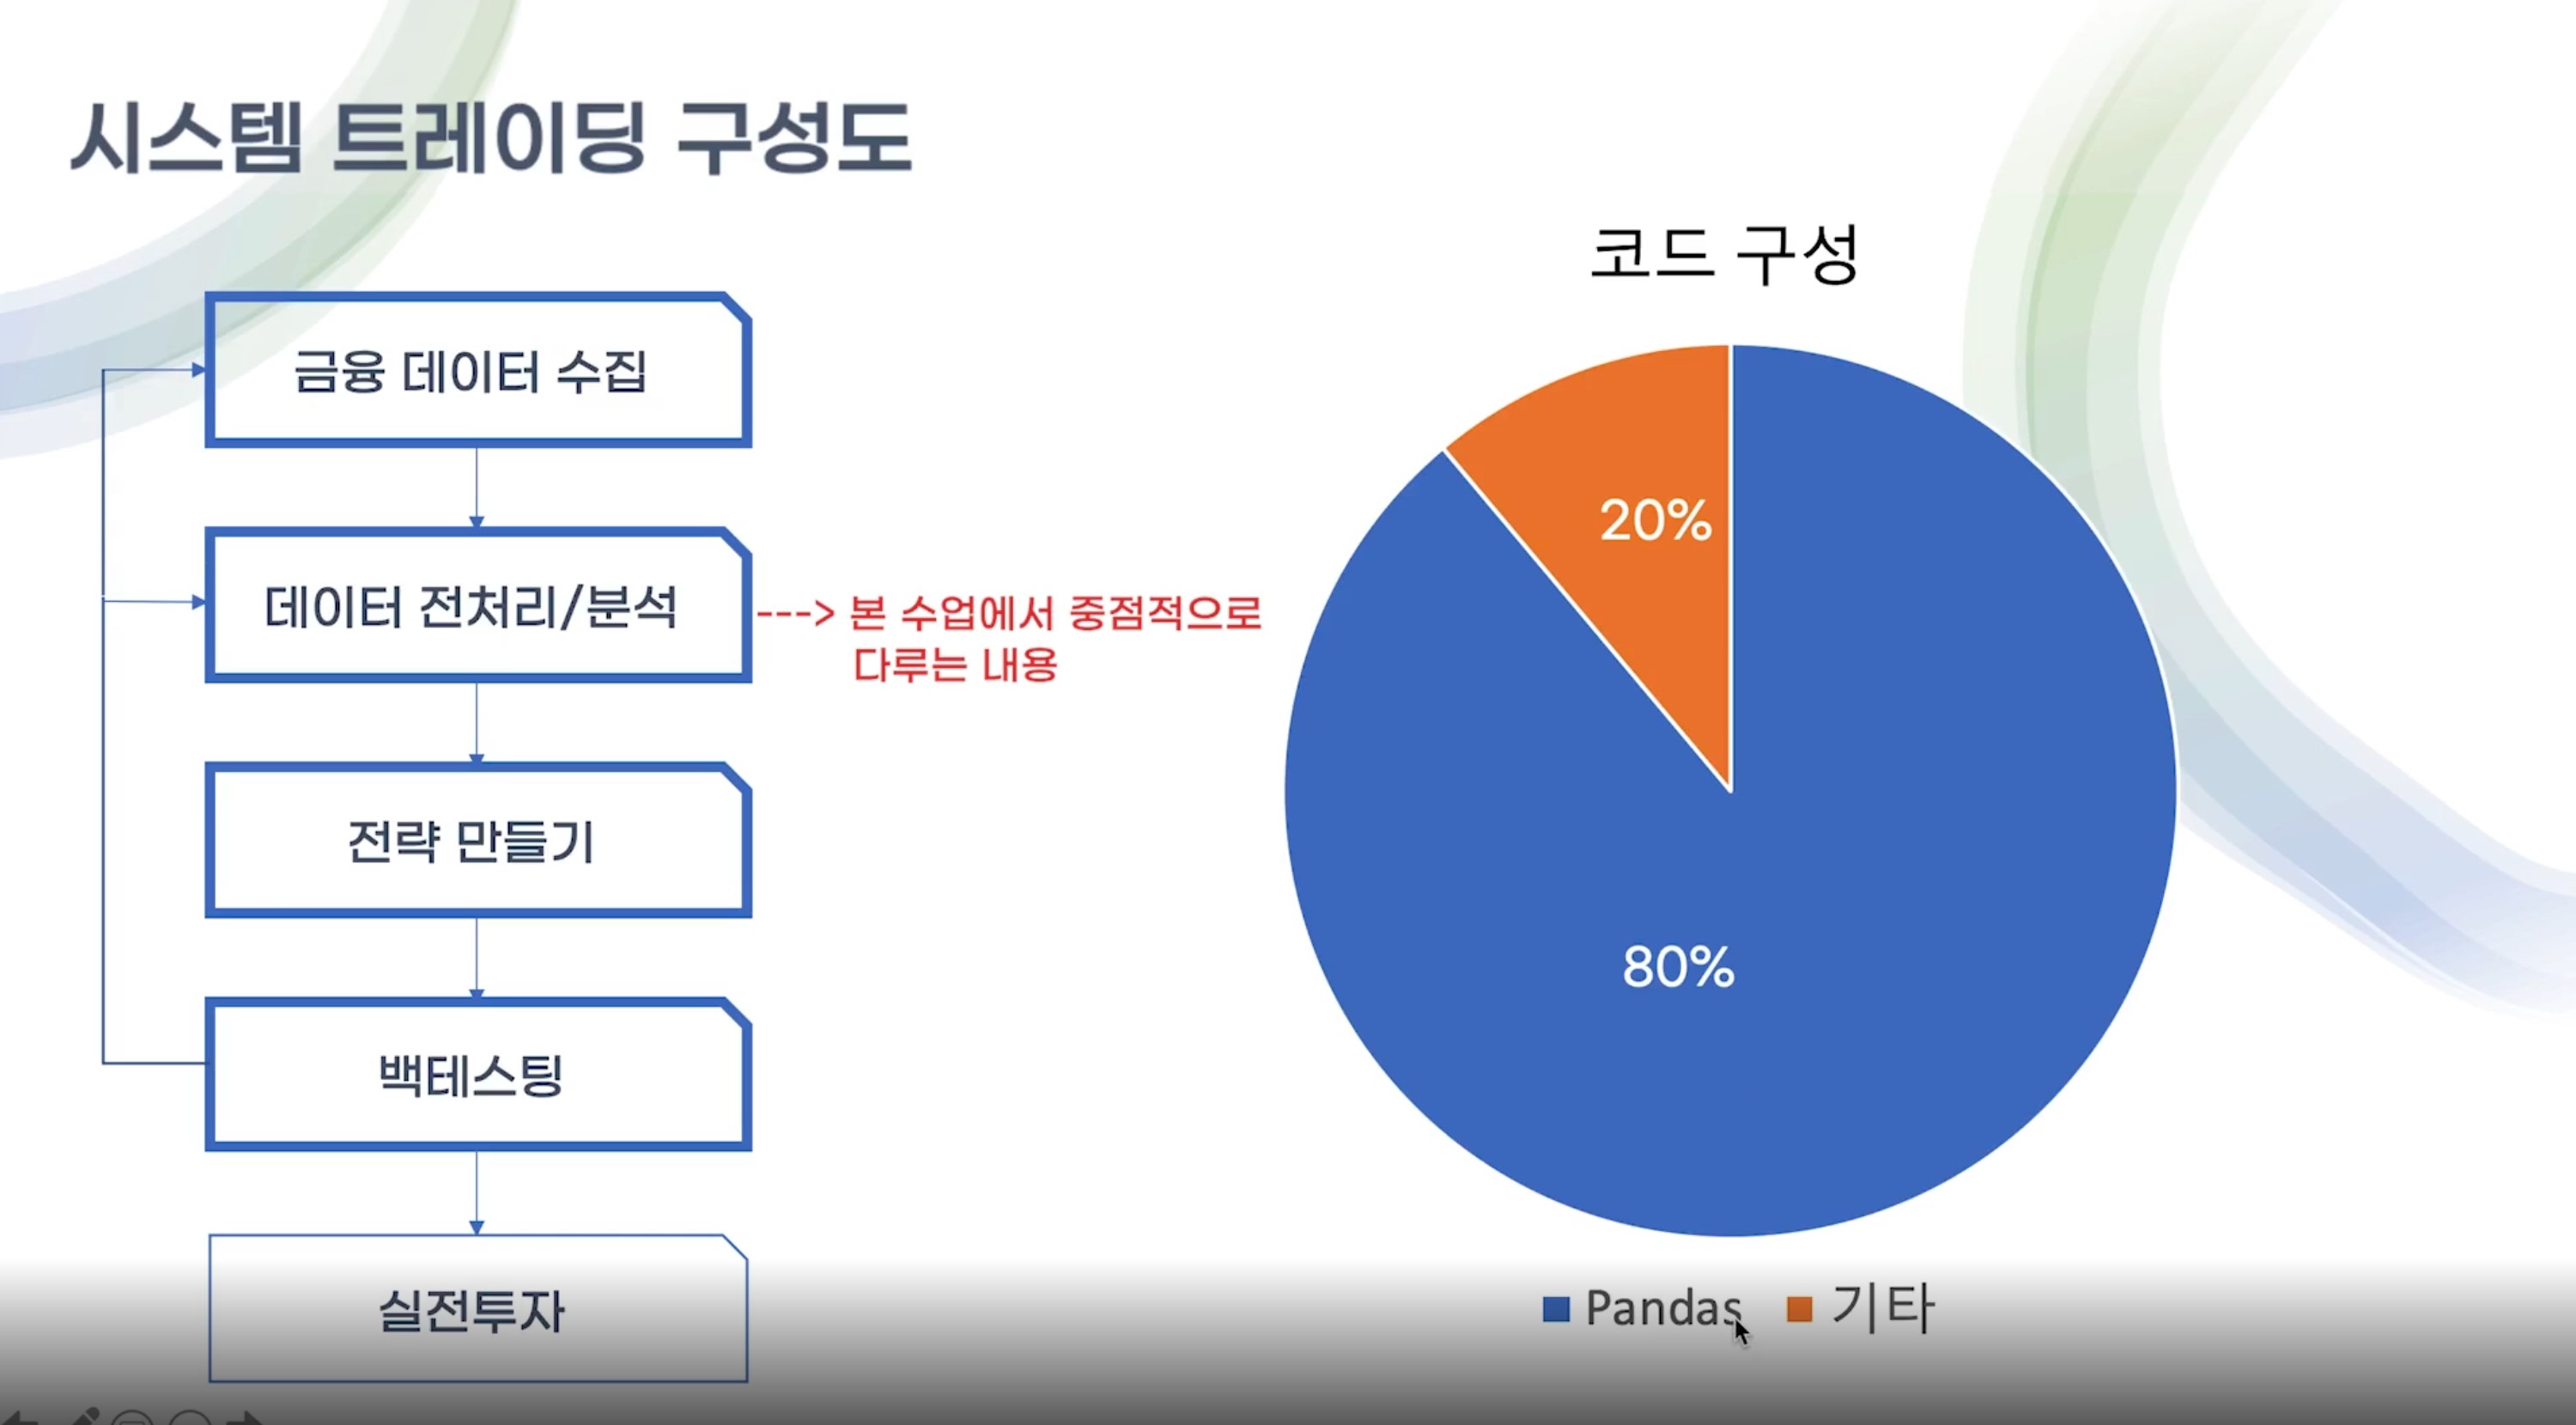 시스템 트레이딩 구성도
금융 데이터 수집
데이터 전처리/분석
---> 본 수업에서 중점적으로
다루는 내용
전략 만들기
백테스팅
실전투자
코드 구성
20%
80%
Pandas
기타